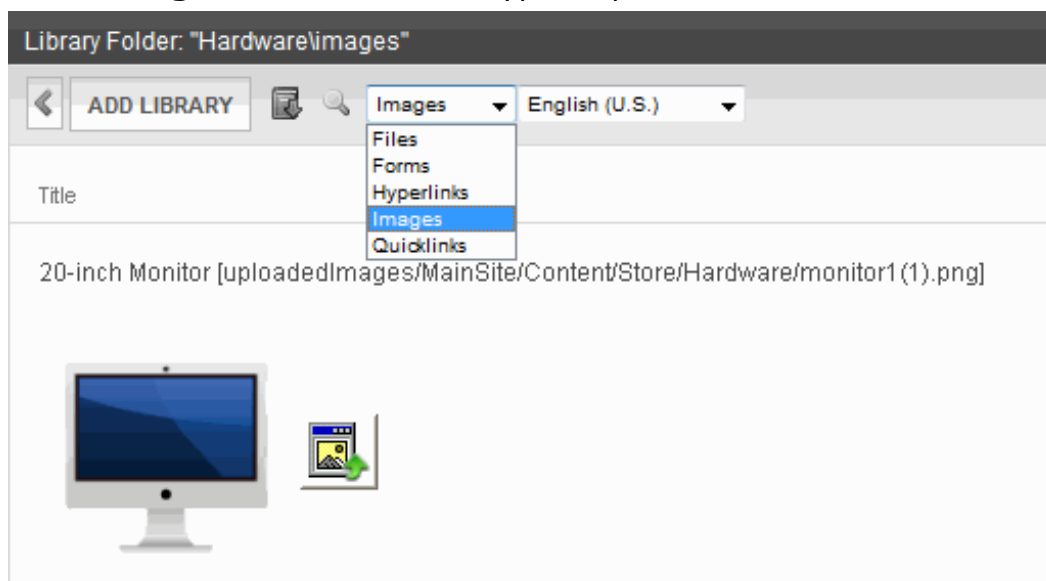 Library Folder: "Hardware\images"
ADD LIBRARY
Images
English (U.S.)
Files
Forms
Hyperlinks
Images
Quicklinks
Title
20-inch Monitor [uploadedImages/MainSite/Content/Store/Hardware/monitor1(1).png]